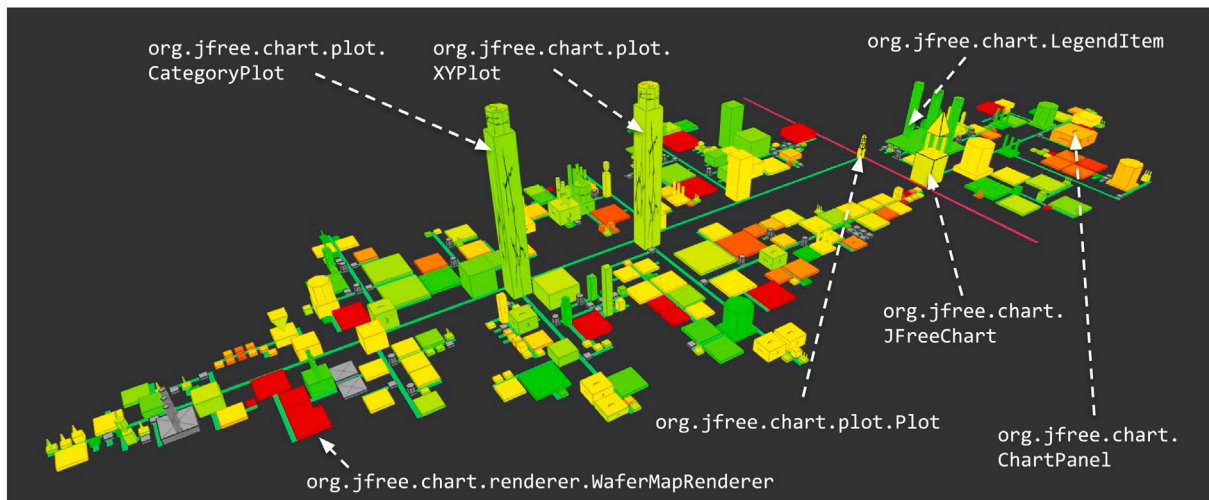 org.jfree.chart.plot.
CategoryPlot
org.jfree.chart.plot.
XYPlot
org.jfree.chart.LegendItem
org.jfree.chart.
JFreeChart
org.jfree.chart.plot.Plot
org.jfree.chart.
ChartPanel
org.jfree.chart.renderer.WaferMapRenderer